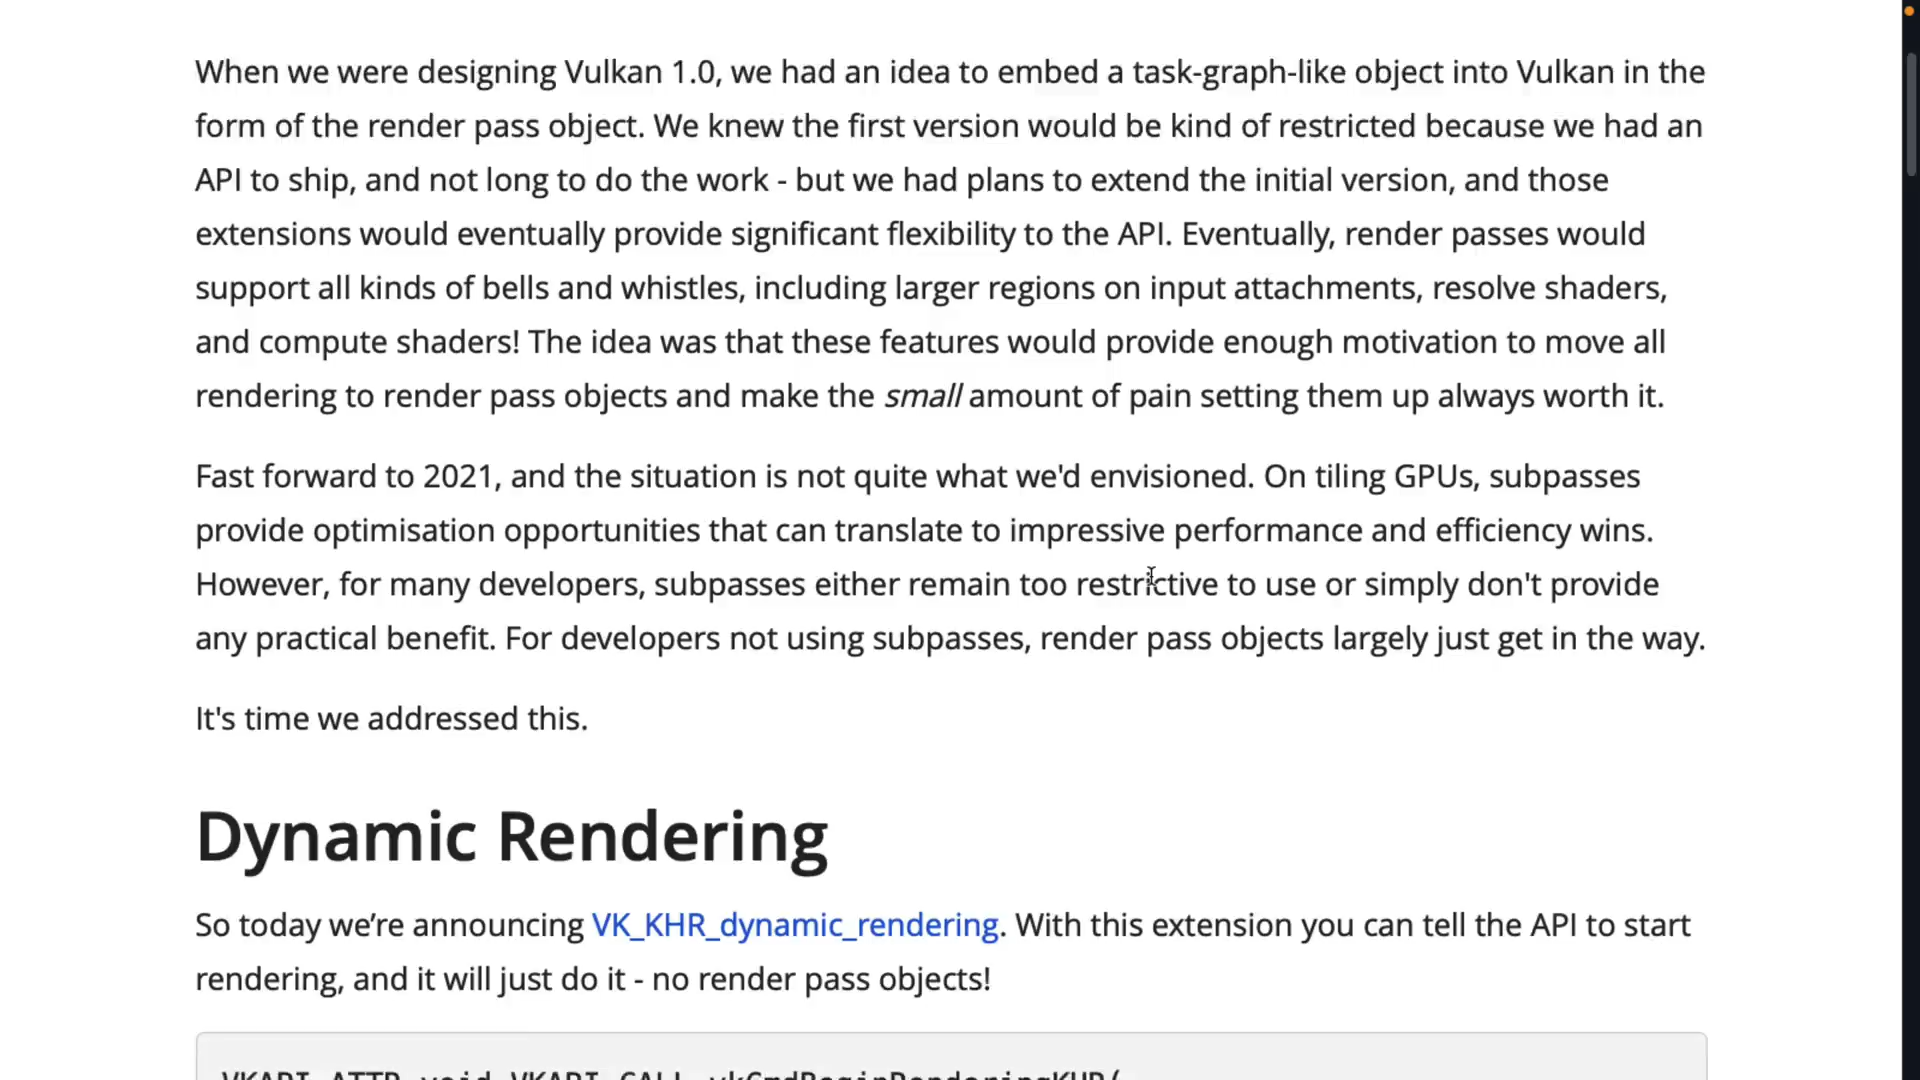 When we were designing Vulkan 1.0, we had an idea to embed a task-graph-like object into Vulkan in the
form of the render pass object. We knew the first version would be kind of restricted because we had an
API to ship, and not long to do the work - but we had plans to extend the initial version, and those
extensions would eventually provide significant flexibility to the API. Eventually, render passes would
support all kinds of bells and whistles, including larger regions on input attachments, resolve shaders,
and compute shaders! The idea was that these features would provide enough motivation to move all
rendering to render pass objects and make the small amount of pain setting them up always worth it.
Fast forward to 2021, and the situation is not quite what we'd envisioned. On tiling GPUs, subpasses
provide optimisation opportunities that can translate to impressive performance and efficiency wins.
However, for many developers, subpasses either remain too restrictive to use or simply don't provide
any practical benefit. For developers not using subpasses, render pass objects largely just get in the way.
It's time we addressed this.
Dynamic Rendering
So today we’re announcing VK_KHR_dynamic_rendering. With this extension you can tell the API to start
rendering, and it will just do it - no render pass objects!
VKAPI_ATTR void VKAPI_CALL vkCmdBeginRenderingKHR(